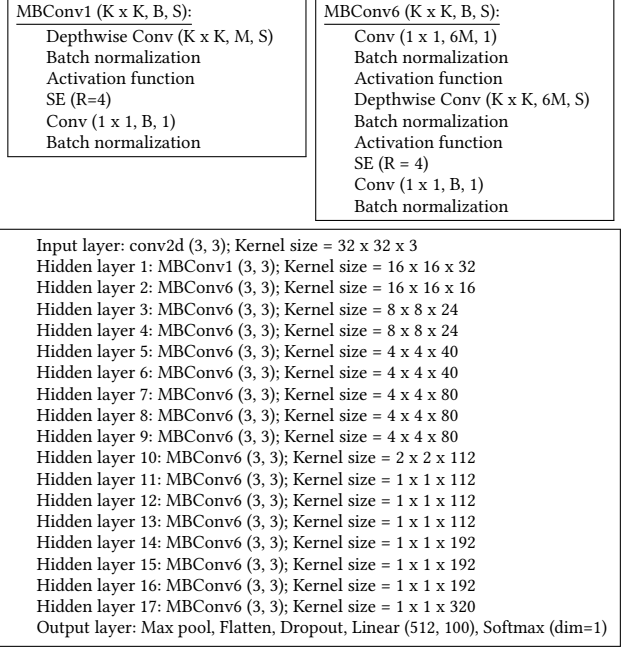 MBConv1 (K x K, B, S):
Depthwise Conv (K x K, M, S)
Batch normalization
Activation function
SE (R=4)
Conv (1 x 1, B, 1)
Batch normalization
MBConv6 (K x K, B, S):
Conv (1 x 1, 6M, 1)
Batch normalization
Activation function
Depthwise Conv (K x K, 6M, S)
Batch normalization
Activation function
SE (R = 4)
Conv (1 x 1, B, 1)
Batch normalization
Input layer: conv2d (3, 3); Kernel size = 32 x 32 x 3
Hidden layer 1: MBConv1 (3, 3); Kernel size = 16 x 16 x 32
Hidden layer 2: MBConv6 (3, 3); Kernel size = 16 x 16 x 16
Hidden layer 3: MBConv6 (3, 3); Kernel size = 8 x 8 x 24
Hidden layer 4: MBConv6 (3, 3); Kernel size = 8 x 8 x 24
Hidden layer 5: MBConv6 (3, 3); Kernel size = 4 x 4 x 40
Hidden layer 6: MBConv6 (3, 3); Kernel size = 4 x 4 x 40
Hidden layer 7: MBConv6 (3, 3); Kernel size = 4 x 4 x 80
Hidden layer 8: MBConv6 (3, 3); Kernel size = 4 x 4 x 80
Hidden layer 9: MBConv6 (3, 3); Kernel size = 4 x 4 x 80
Hidden layer 10: MBConv6 (3, 3); Kernel size = 2 x 2 x 112
Hidden layer 11: MBConv6 (3, 3); Kernel size = 1 x 1 x 112
Hidden layer 12: MBConv6 (3, 3); Kernel size = 1 x 1 x 112
Hidden layer 13: MBConv6 (3, 3); Kernel size = 1 x 1 x 112
Hidden layer 14: MBConv6 (3, 3); Kernel size = 1 x 1 x 192
Hidden layer 15: MBConv6 (3, 3); Kernel size = 1 x 1 x 192
Hidden layer 16: MBConv6 (3, 3); Kernel size = 1 x 1 x 192
Hidden layer 17: MBConv6 (3, 3); Kernel size = 1 x 1 x 320
Output layer: Max pool, Flatten, Dropout, Linear (512, 100), Softmax (dim=1)